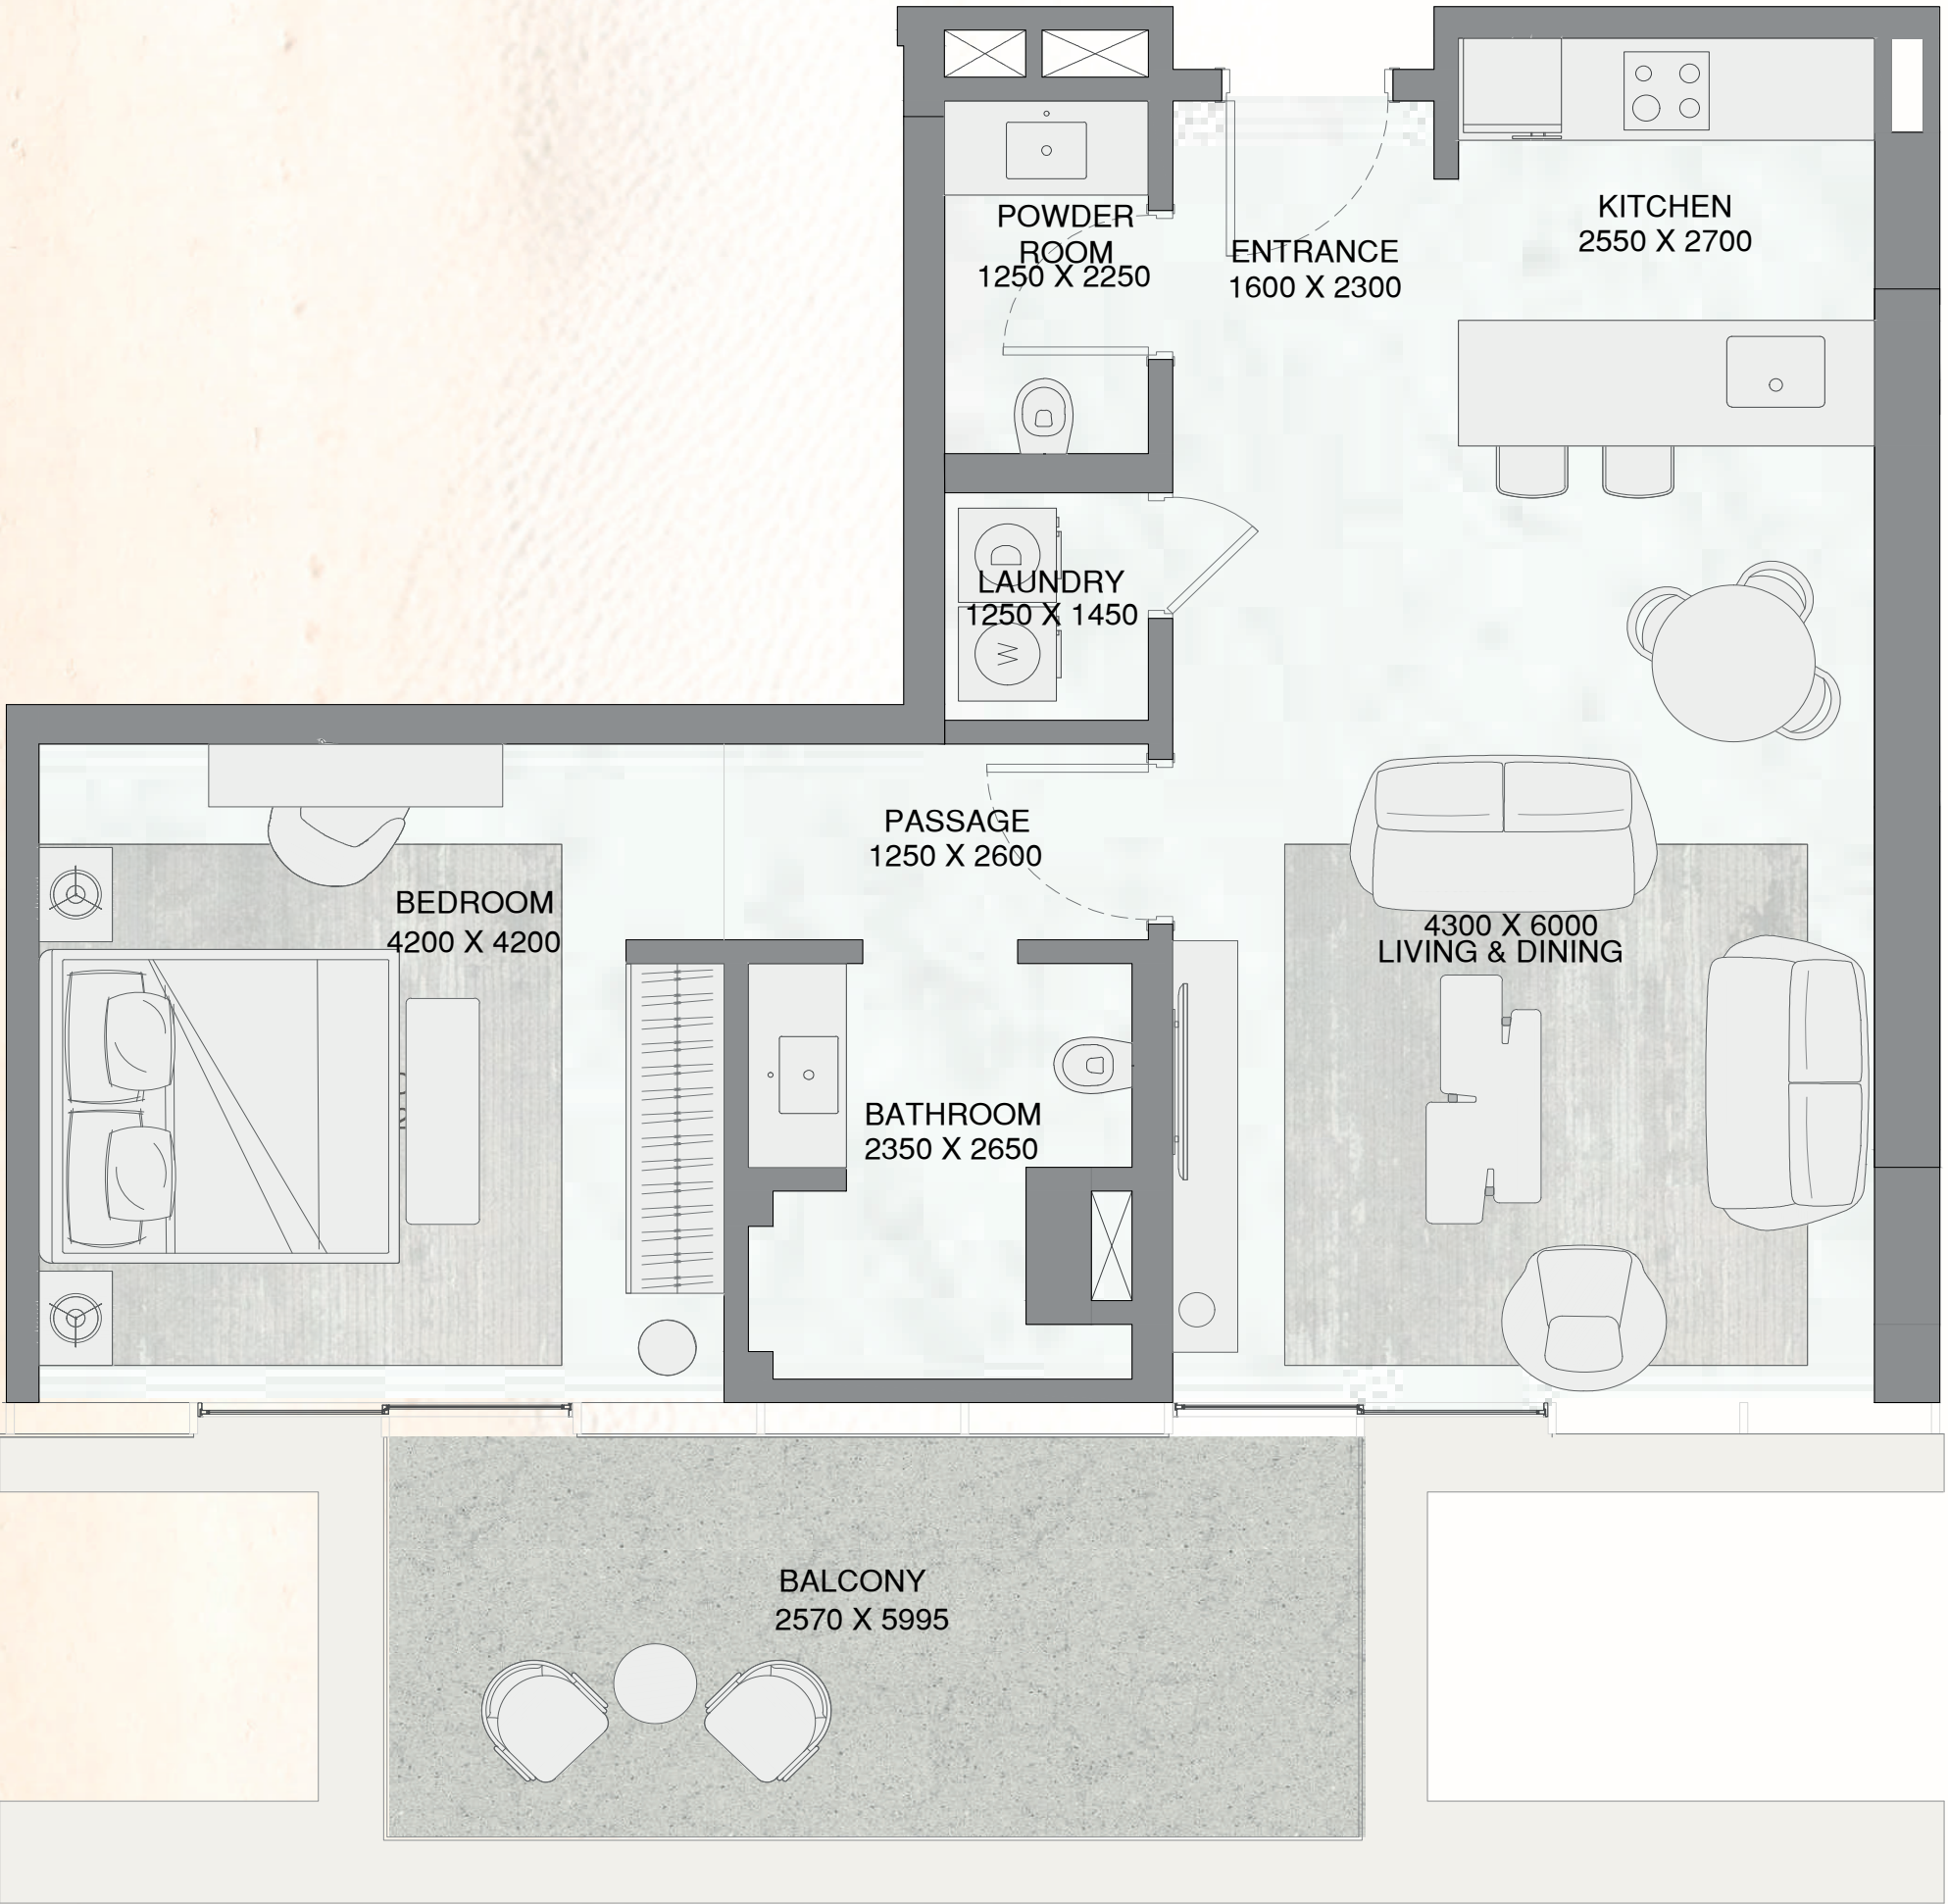 POWDER
ROOM
1250 X 2250
ENTRANCE
1600 X 2300
KITCHEN
2550 X 2700
D
LAUNDRY
1250 X 1450
W
PASSAGE
1250 X 2600
BEDROOM
4200 X 4200
4300 X 6000
LIVING & DINING
BATHROOM
2350 X 2650
BALCONY
2570 X 5995